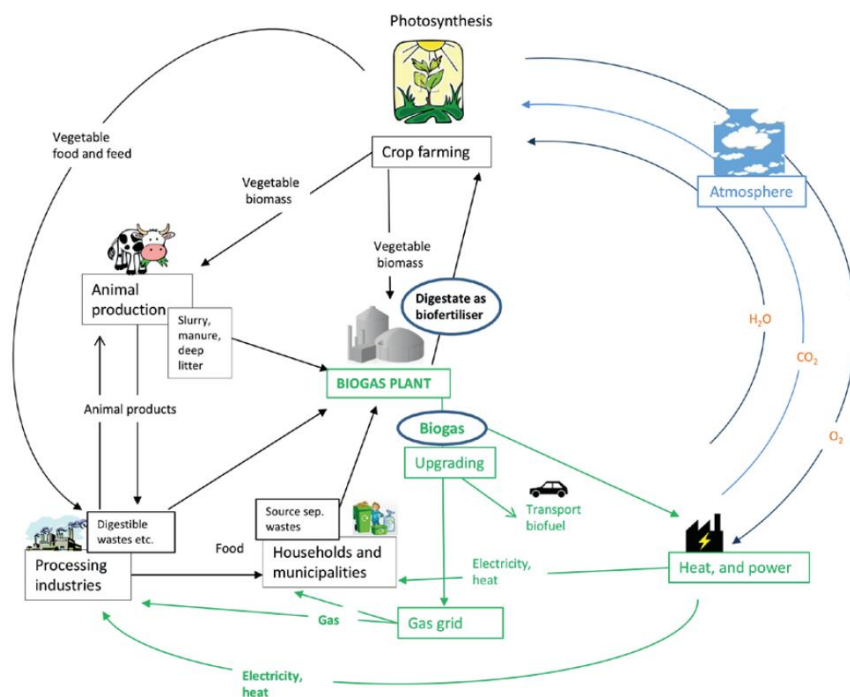 Photosynthesis
Vegetable
food and feed
Crop farming
Atmosphere
Vegetable
biomass
Vegetable
biomass
Animal
production
Slurry,
manure,
deep
litter
Digestate as
biofertiliser
H₂O
CO₂
O₂
BIOGAS PLANT
Animal products
Biogas
Upgrading
Transport
biofuel
Digestible
wastes etc.
Source sep.
wastes
Food
Processing
industries
Households and
municipalities
Electricity,
heat
Heat, and power
Gas
Gas grid
Electricity,
heat